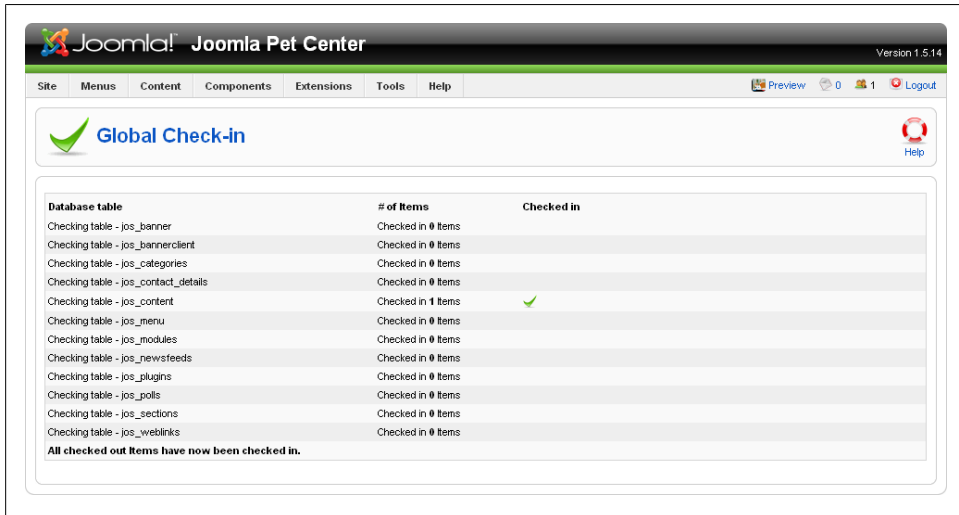 Joomla! Joomla Pet Center
Version 1.5.14
Site Menus Content Components Extensions Tools Help Preview 0 1 Logout
Global Check-in
Help
Database table # of Items Checked in
Checking table - jos_banner Checked in 0 Items
Checking table - jos_bannerclient Checked in 0 Items
Checking table - jos_categories Checked in 0 Items
Checking table - jos_contact_details Checked in 0 Items
Checking table - jos_content Checked in 1 Items
Checking table - jos_menu Checked in 0 Items
Checking table - jos_modules Checked in 0 Items
Checking table - jos_newsfeeds Checked in 0 Items
Checking table - jos_plugins Checked in 0 Items
Checking table - jos_polls Checked in 0 Items
Checking table - jos_sections Checked in 0 Items
Checking table - jos_weblinks Checked in 0 Items
All checked out Items have now been checked in.